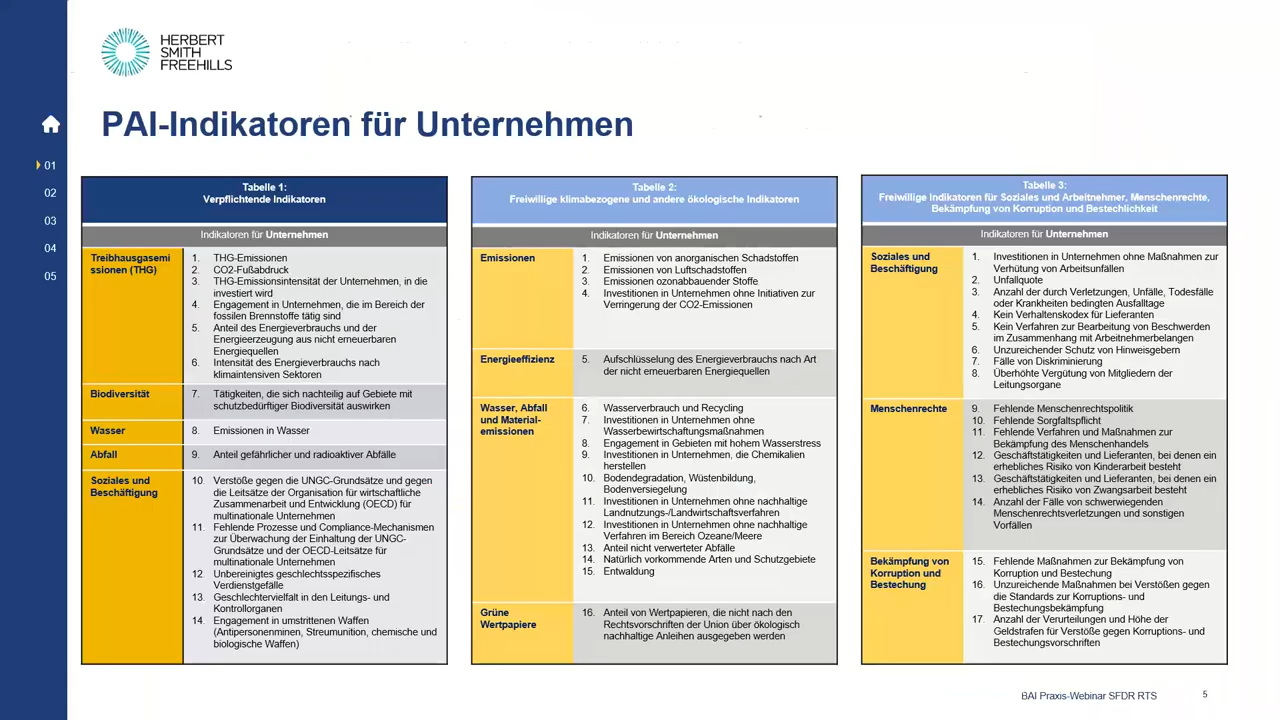 HERBERT
SMITH
FREEHILLS
PAI-Indikatoren für Unternehmen
01
02
03
04
05
Tabelle 1:
Verpflichtende Indikatoren
Indikatoren für Unternehmen
Treibhausgasemi
ssionen (THG)
1. THG-Emissionen
2. CO2-Fußabdruck
3. THG-Emissionsintensität der Unternehmen, in die
investiert wird
4. Engagement in Unternehmen, die im Bereich der
fossilen Brennstoffe tätig sind
5. Anteil des Energieverbrauchs und der
Energieerzeugung aus nicht erneuerbaren
Energiequellen
6. Intensität des Energieverbrauchs nach
klimaintensiven Sektoren
Biodiversität
7. Tätigkeiten, die sich nachteilig auf Gebiete mit
schutzbedürftiger Biodiversität auswirken
Wasser
8. Emissionen in Wasser
Abfall
9. Anteil gefährlicher und radioaktiver Abfälle
Soziales und
Beschäftigung
10. Verstöße gegen die UNGC-Grundsätze und gegen
die Leitsätze der Organisation für wirtschaftliche
Zusammenarbeit und Entwicklung (OECD) für
multinationale Unternehmen
11. Fehlende Prozesse und Compliance-Mechanismen
zur Überwachung der Einhaltung der UNGC-
Grundsätze und der OECD-Leitsätze für
multinationale Unternehmen
12. Unbereinigtes geschlechtsspezifisches
Verdienstgefälle
13. Geschlechtervielfalt in den Leitungs- und
Kontrollorganen
14. Engagement in umstrittenen Waffen
(Antipersonenminen, Streumunition, chemische und
biologische Waffen)
Tabelle 2:
Freiwillige klimabezogene und andere ökologische Indikatoren
Indikatoren für Unternehmen
Emissionen
1. Emissionen von anorganischen Schadstoffen
2. Emissionen von Luftschadstoffen
3. Emissionen ozonabbauender Stoffe
4. Investitionen in Unternehmen ohne Initiativen zur
Verringerung der CO2-Emissionen
Energieeffizienz
5. Aufschlüsselung des Energieverbrauchs nach Art
der nicht erneuerbaren Energiequellen
Wasser, Abfall
und Material-
emissionen
6. Wasserverbrauch und Recycling
7. Investitionen in Unternehmen ohne
Wasserbewirtschaftungsmaßnahmen
8. Engagement in Gebieten mit hohem Wasserstress
9. Investitionen in Unternehmen, die Chemikalien
herstellen
10. Bodendegradation, Wüstenbildung,
Bodenversiegelung
11. Investitionen in Unternehmen ohne nachhaltige
Landnutzungs-/Landwirtschaftsverfahren
12. Investitionen in Unternehmen ohne nachhaltige
Verfahren im Bereich Ozeane/Meere
13. Anteil nicht verwerteter Abfälle
14. Natürlich vorkommende Arten und Schutzgebiete
15. Entwaldung
Grüne
Wertpapiere
16. Anteil von Wertpapieren, die nicht nach den
Rechtsvorschriften der Union über ökologisch
nachhaltige Anleihen ausgegeben werden
Tabelle 3:
Freiwillige Indikatoren für Soziales und Arbeitnehmer, Menschenrechte,
Bekämpfung von Korruption und Bestechlichkeit
Indikatoren für Unternehmen
Soziales und
Beschäftigung
1. Investitionen in Unternehmen ohne Maßnahmen zur
Verhütung von Arbeitsunfällen
2. Unfallquote
3. Anzahl der durch Verletzungen, Unfälle, Todesfälle
oder Krankheiten bedingten Ausfalltage
4. Kein Verhaltenskodex für Lieferanten
5. Kein Verfahren zur Bearbeitung von Beschwerden
im Zusammenhang mit Arbeitnehmerbelangen
6. Unzureichender Schutz von Hinweisgebern
7. Fälle von Diskriminierung
8. Überhöhte Vergütung von Mitgliedern der
Leitungsorgane
Menschenrechte
9. Fehlende Menschenrechtspolitik
10. Fehlende Sorgfaltspflicht
11. Fehlende Verfahren und Maßnahmen zur
Bekämpfung des Menschenhandels
12. Geschäftstätigkeiten und Lieferanten, bei denen ein
erhebliches Risiko von Kinderarbeit besteht
13. Geschäftstätigkeiten und Lieferanten, bei denen ein
erhebliches Risiko von Zwangsarbeit besteht
14. Anzahl der Fälle von schwerwiegenden
Menschenrechtsverletzungen und sonstigen
Vorfällen
Bekämpfung von
Korruption und
Bestechung
15. Fehlende Maßnahmen zur Bekämpfung von
Korruption und Bestechung
16. Unzureichende Maßnahmen bei Verstößen gegen
die Standards zur Korruptions- und
Bestechungsbekämpfung
17. Anzahl der Verurteilungen und Höhe der
Geldstrafen für Verstöße gegen Korruptions- und
Bestechungsvorschriften
BAI Praxis-Webinar SFDR RTS
5